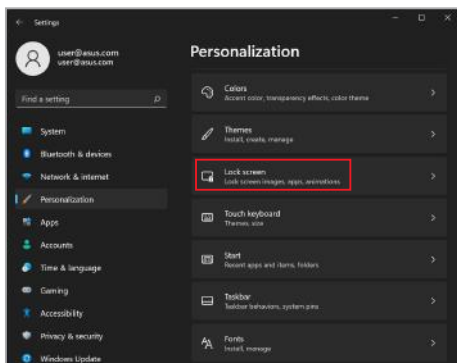 Settings
user@asus.com
user@asus.com
Find a setting
System
Bluetooth & devices
Network & internet
Personalization
Apps
Accounts
Time & language
Gaming
Accessibility
Privacy & security
Windows Update
Personalization
Colors
Accent color, transparency effects, color theme
Themes
Install, create, manage
Lock screen
Lock screen images, apps, animations
Touch keyboard
Themes, size
Start
Recent apps and items, folders
Taskbar
Taskbar behaviors, system pins
Fonts
Install, manage